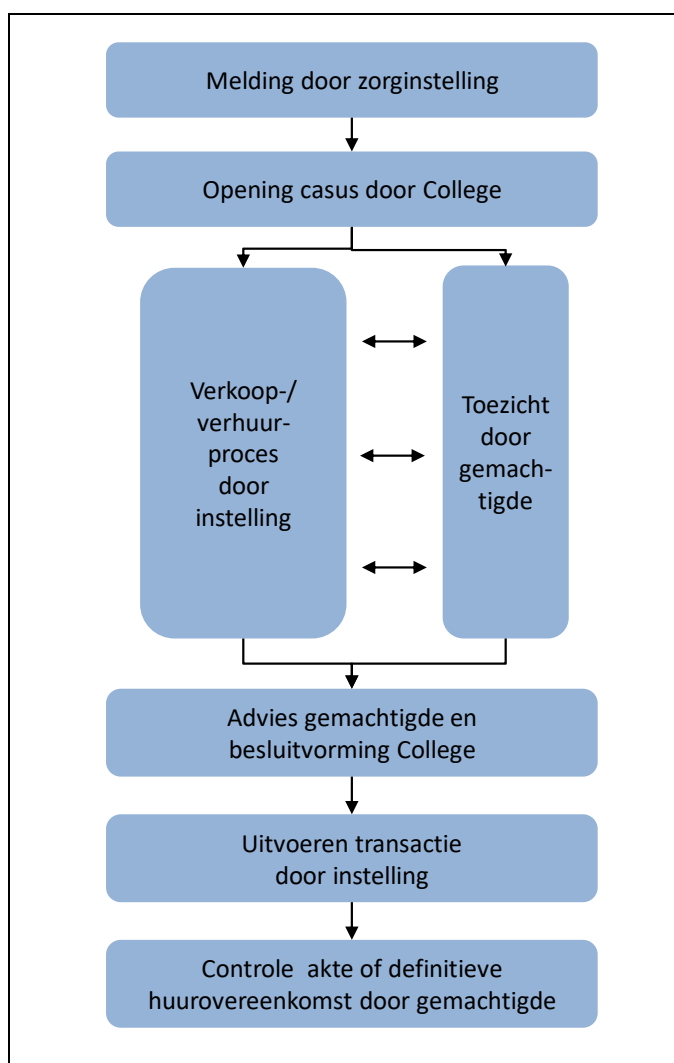 Melding door zorginstelling
Opening casus door College
Verkoop-/
verhuur-
proces
door
instelling
Toezicht
door
gemach-
tigde
Advies gemachtigde en
besluitvorming College
Uitvoeren transactie
door instelling
Controle  akte of definitieve
huurovereenkomst door gemachtigde